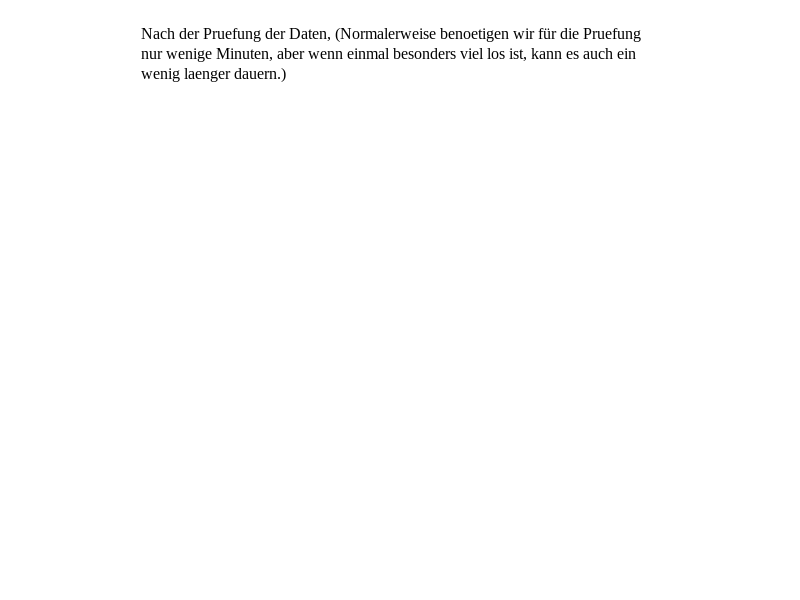 Nach der Pruefung der Daten, (Normalerweise benoetigen wir für die Pruefung
nur wenige Minuten, aber wenn einmal besonders viel los ist, kann es auch ein
wenig laenger dauern.)